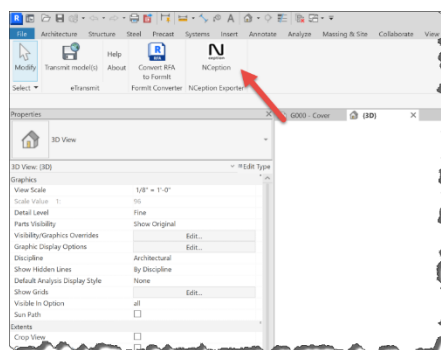 File Architecture Structure Steel Precast Systems Insert Annotate Analyze Massing & Site Collaborate View
Modify Transmit model(s) Help About Convert RFA to FormIt NCeption
Select eTransmit FormIt Converter NCeption Exporter
Properties X G000 - Cover (3D) X
3D View
3D View: (3D) Edit Type
Graphics
View Scale 1/8" = 1'-0"
Scale Value 1: 96
Detail Level Fine
Parts Visibility Show Original
Visibility/Graphics Overrides Edit...
Graphic Display Options Edit...
Discipline Architectural
Show Hidden Lines By Discipline
Default Analysis Display Style None
Show Grids Edit...
Visible In Option all
Sun Path
Extents
Crop View